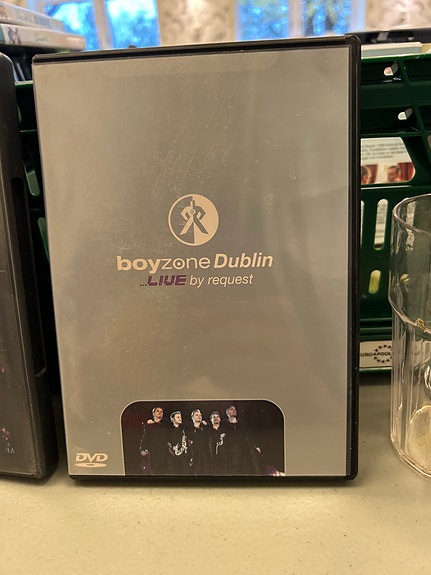 boyzone Dublin
...LIVE by request
DVD